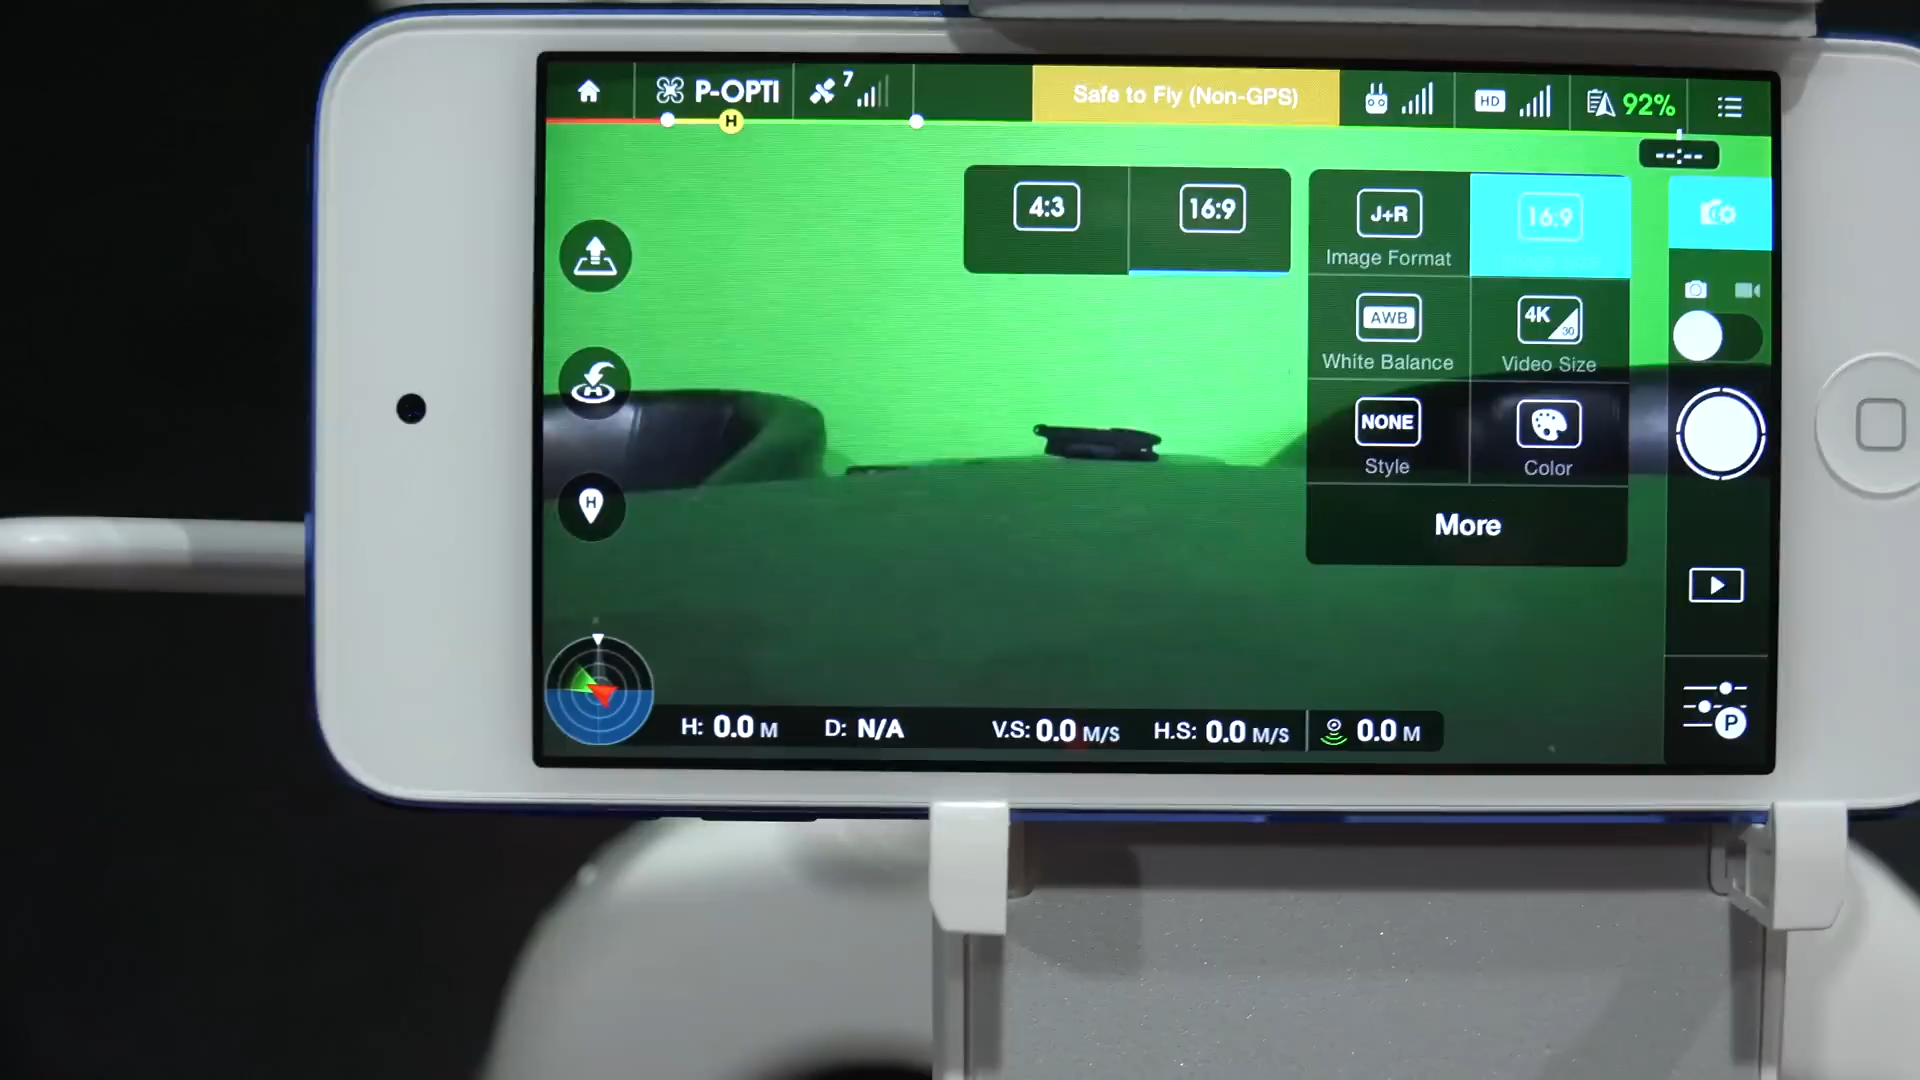 P-OPTI 7 Safe to Fly (Non-GPS) HD 92%
H
--:--
4:3 16:9
J+R 16:9
Image Format
AWB 4K 30
White Balance Video Size
NONE
Style Color
More
H
P
H: 0.0 M D: N/A V.S: 0.0 M/S H.S: 0.0 M/S 0.0 M